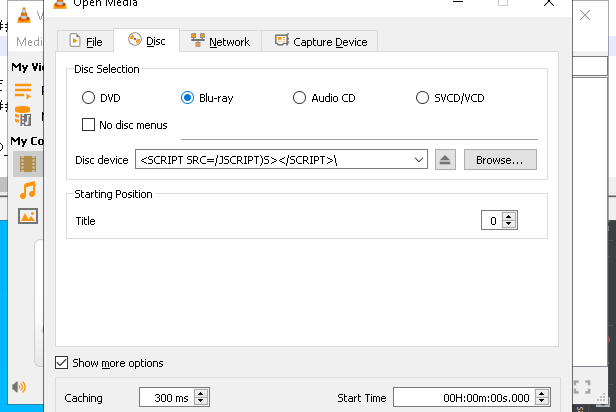 Open Media
Medi
File
Disc
Network
Capture Device
My Vi
My Co
Disc Selection
DVD
Blu-ray
Audio CD
SVCD/VCD
No disc menus
Disc device
<SCRIPT SRC=/JSCRIPT)S></SCRIPT>\
Browse...
Starting Position
Title
0
Show more options
Caching
300 ms
Start Time
00H:00m:00s.000